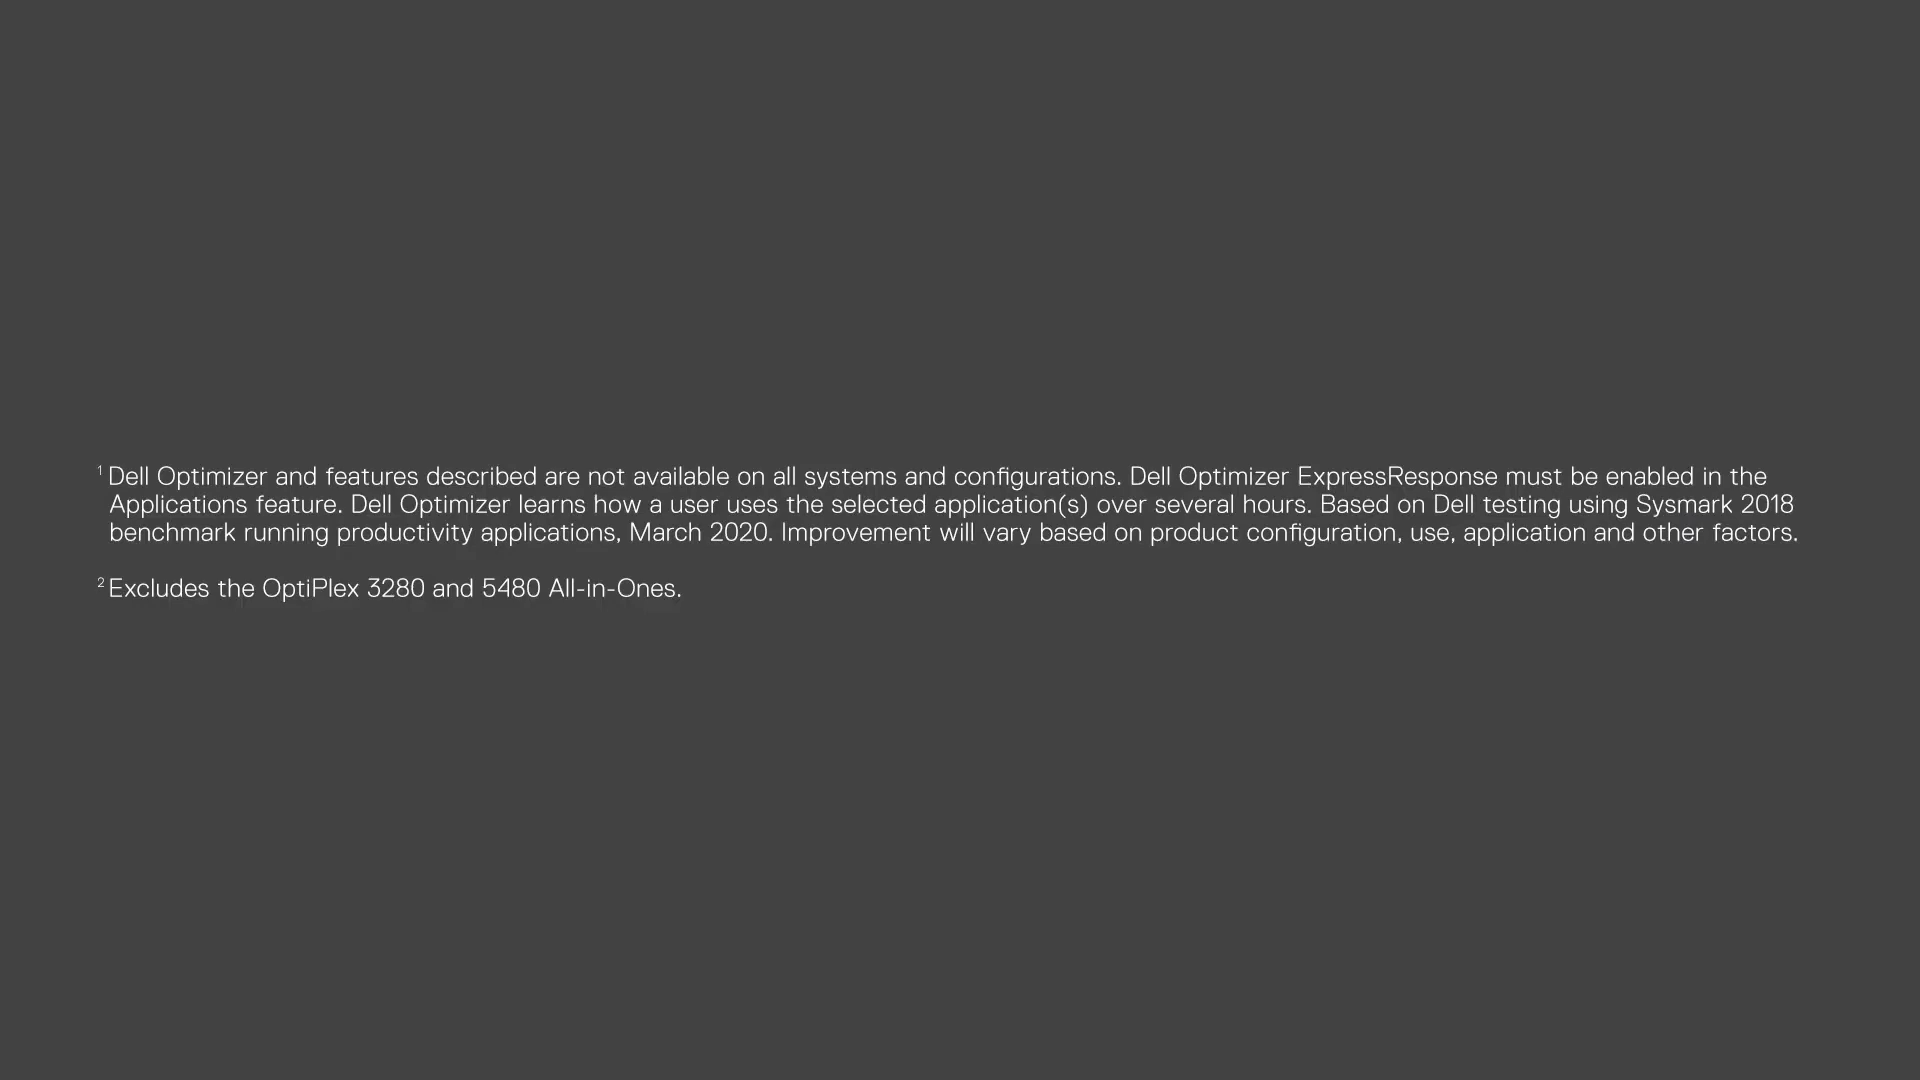 ¹ Dell Optimizer and features described are not available on all systems and configurations. Dell Optimizer ExpressResponse must be enabled in the
Applications feature. Dell Optimizer learns how a user uses the selected application(s) over several hours. Based on Dell testing using Sysmark 2018
benchmark running productivity applications, March 2020. Improvement will vary based on product configuration, use, application and other factors.
² Excludes the OptiPlex 3280 and 5480 All-in-Ones.